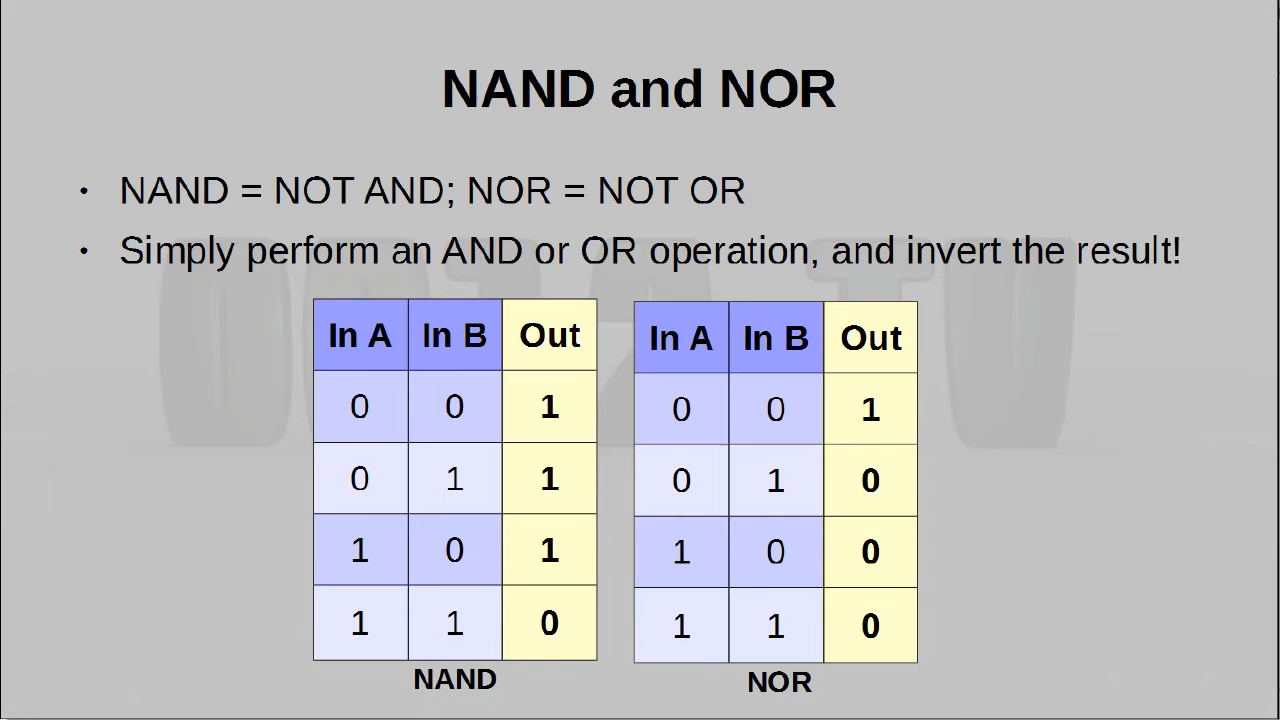 NAND and NOR
• NAND = NOT AND; NOR = NOT OR
• Simply perform an AND or OR operation, and invert the result!
In A In B Out
0 0 1
0 1 1
1 0 1
1 1 0
NAND
In A In B Out
0 0 1
0 1 0
1 0 0
1 1 0
NOR